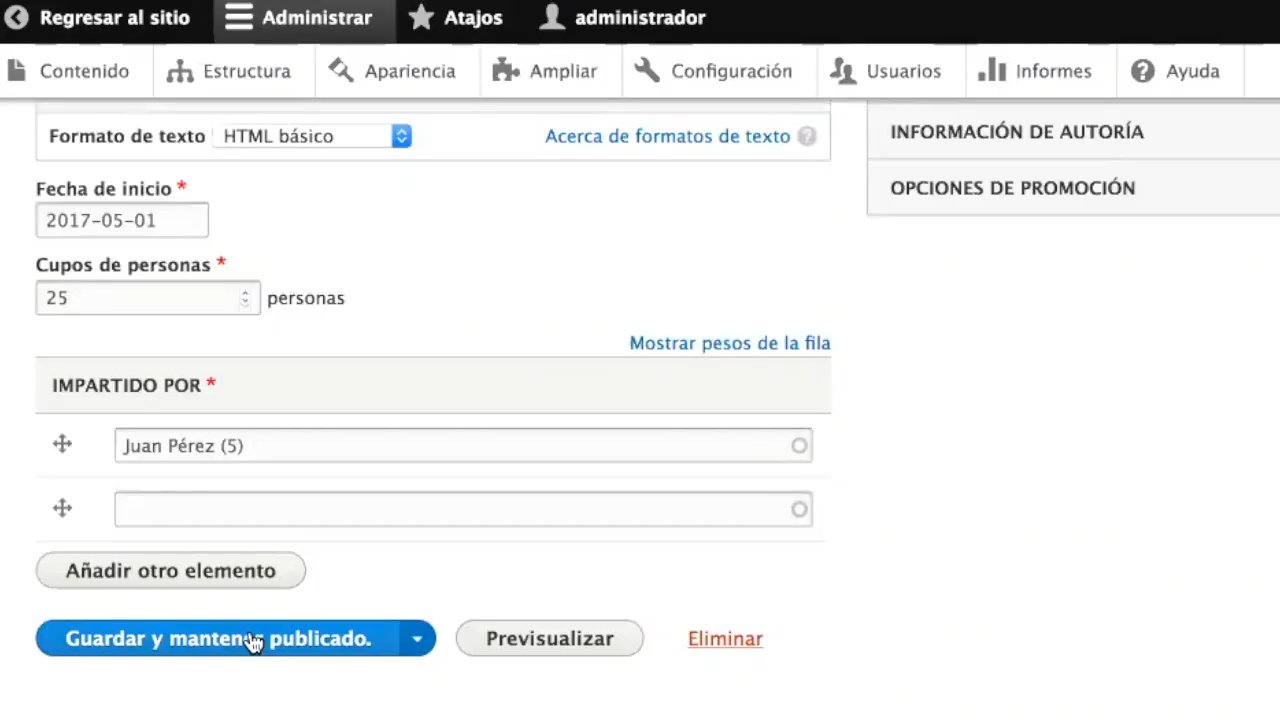 Regresar al sitio Administrar Atajos administrador
Contenido Estructura Apariencia Ampliar Configuración Usuarios Informes Ayuda
Formato de texto HTML básico Acerca de formatos de texto ?
INFORMACIÓN DE AUTORÍA
OPCIONES DE PROMOCIÓN
Fecha de inicio *
2017-05-01
Cupos de personas *
25 personas
Mostrar pesos de la fila
IMPARTIDO POR *
Juan Pérez (5)
Añadir otro elemento
Guardar y mantener publicado. Previsualizar Eliminar